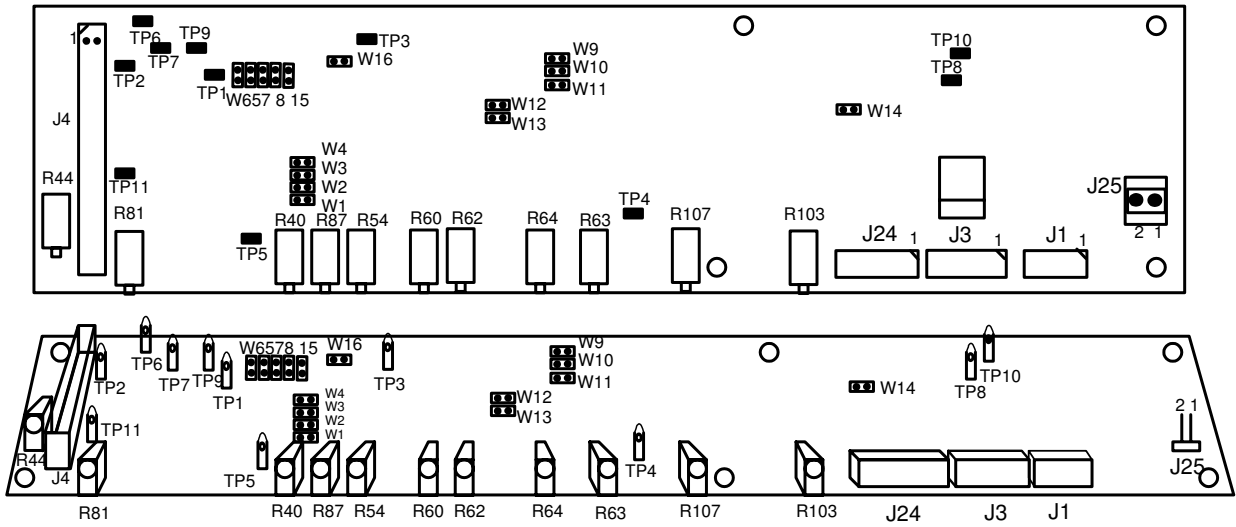 1
TP6
TP9
TP7
TP3
TP2
TP1
W16
W9
W10
W11
TP10
TP8
W657 8 15
J4
W12
W13
W14
W4
W3
W2
W1
R44
TP11
R81
TP5
R40 R87 R54
R60 R62
R64 R63
TP4
R107
R103
J24 1
J3 1
J1 1
J25
2 1
TP2
TP6
TP7
TP9
TP1
W6578 15
W16
TP3
W9
W10
W11
W12
W13
W14
TP8
TP10
W4
W3
W2
W1
2 1
J25
R44
J4
TP11
TP5
TP4
R81
R40 R87 R54
R60 R62
R64 R63
R107
R103
J24
J3
J1